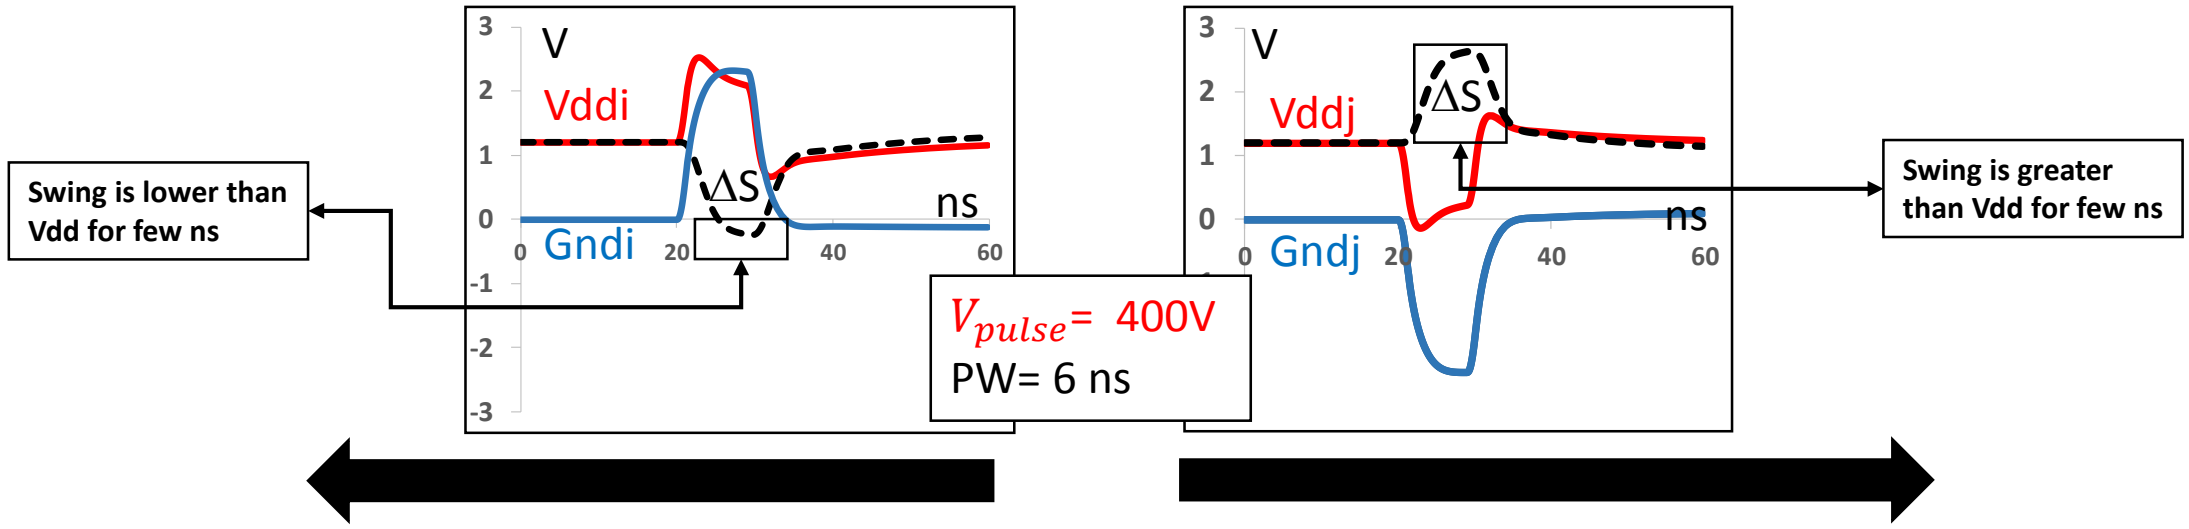 3
V
2
Vddi
1
ΔS
ns
0
Gndi
0
20
40
60
-1
-2
-3
Swing is lower than
Vdd for few ns
Vpulse= 400V
PW= 6 ns
3
V
2
ΔS
Vddj
1
0
ns
Gndj
0
20
40
60
Swing is greater
than Vdd for few ns